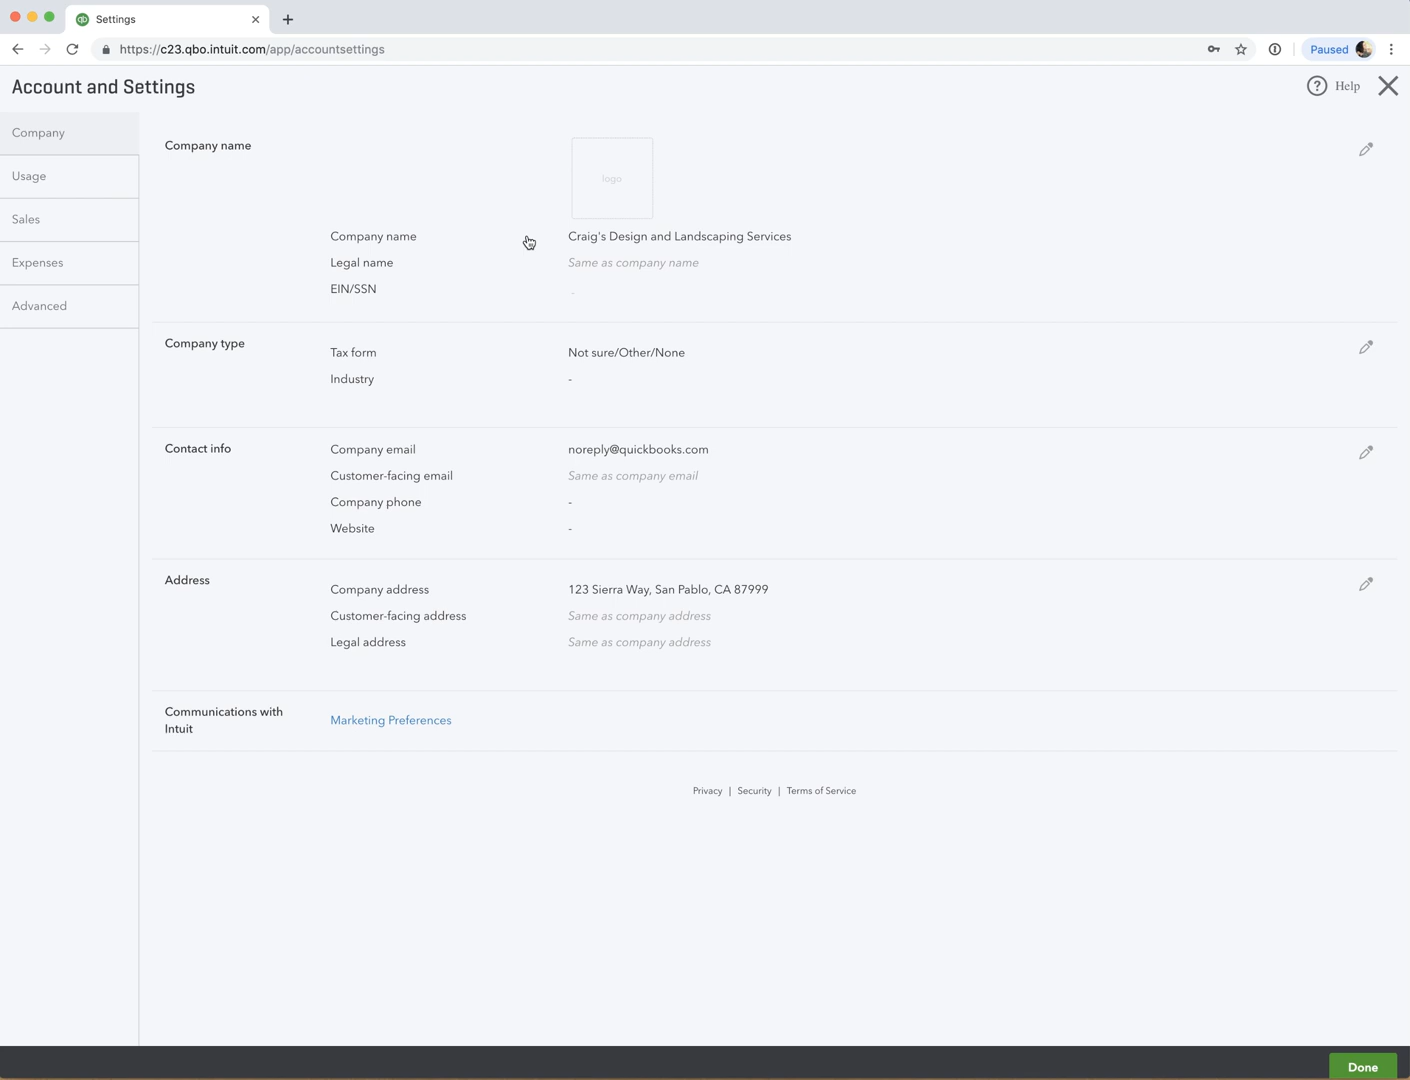 qb Settings
https://c23.qbo.intuit.com/app/accountsettings Paused
Account and Settings
? Help
Company
Usage
Sales
Expenses
Advanced
Company name
logo
Company name Craig's Design and Landscaping Services
Legal name Same as company name
EIN/SSN
Company type
Tax form Not sure/Other/None
Industry -
Contact info
Company email noreply@quickbooks.com
Customer-facing email Same as company email
Company phone -
Website -
Address
Company address 123 Sierra Way, San Pablo, CA 87999
Customer-facing address Same as company address
Legal address Same as company address
Communications with
Intuit
Marketing Preferences
Privacy | Security | Terms of Service
Done